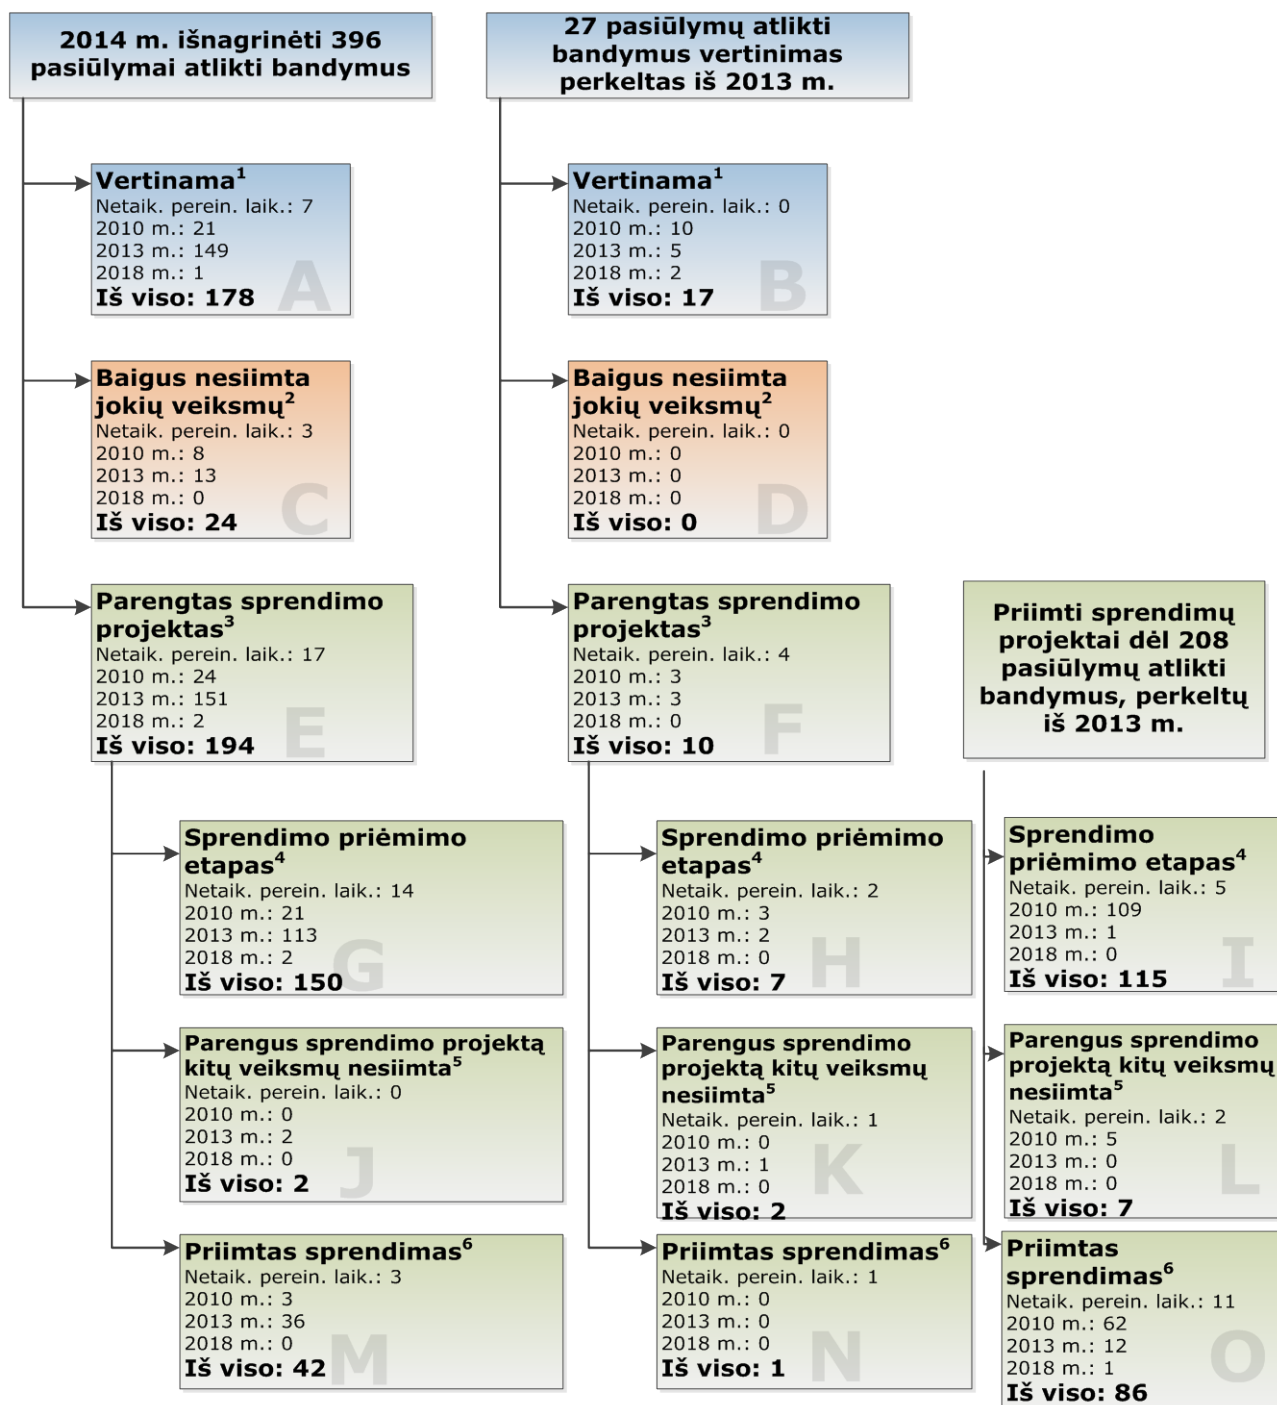 2014 m. išnagrinėti 396
pasiūlymai atlikti bandymus
27 pasiūlymų atlikti
bandymus vertinimas
perkeltas iš 2013 m.
Vertinama¹
Netaik. perein. laik.: 7
2010 m.: 21
2013 m.: 149
2018 m.: 1
Iš viso: 178
A
Vertinama¹
Netaik. perein. laik.: 0
2010 m.: 10
2013 m.: 5
2018 m.: 2
Iš viso: 17
B
Baigus nesiimta
jokių veiksmų²
Netaik. perein. laik.: 3
2010 m.: 8
2013 m.: 13
2018 m.: 0
Iš viso: 24
C
Baigus nesiimta
jokių veiksmų²
Netaik. perein. laik.: 0
2010 m.: 0
2013 m.: 0
2018 m.: 0
Iš viso: 0
D
Parengtas sprendimo
projektas³
Netaik. perein. laik.: 17
2010 m.: 24
2013 m.: 151
2018 m.: 2
Iš viso: 194
E
Parengtas sprendimo
projektas³
Netaik. perein. laik.: 4
2010 m.: 3
2013 m.: 3
2018 m.: 0
Iš viso: 10
F
Priimti sprendimų
projektai dėl 208
pasiūlymų atlikti
bandymus, perkeltų
iš 2013 m.
Sprendimo priėmimo
etapas⁴
Netaik. perein. laik.: 14
2010 m.: 21
2013 m.: 113
2018 m.: 2
Iš viso: 150
G
Sprendimo priėmimo
etapas⁴
Netaik. perein. laik.: 2
2010 m.: 3
2013 m.: 2
2018 m.: 0
Iš viso: 7
H
Sprendimo
priėmimo etapas⁴
Netaik. perein. laik.: 5
2010 m.: 109
2013 m.: 1
2018 m.: 0
Iš viso: 115
I
Parengus sprendimo projektą
kitų veiksmų nesiimta⁵
Netaik. perein. laik.: 0
2010 m.: 0
2013 m.: 2
2018 m.: 0
Iš viso: 2
J
Parengus sprendimo
projektą kitų veiksmų
nesiimta⁵
Netaik. perein. laik.: 1
2010 m.: 0
2013 m.: 1
2018 m.: 0
Iš viso: 2
K
Parengus sprendimo
projektą kitų veiksmų
nesiimta⁵
Netaik. perein. laik.: 2
2010 m.: 5
2013 m.: 0
2018 m.: 0
Iš viso: 7
L
Priimtas sprendimas⁶
Netaik. perein. laik.: 3
2010 m.: 3
2013 m.: 36
2018 m.: 0
Iš viso: 42
M
Priimtas sprendimas⁶
Netaik. perein. laik.: 1
2010 m.: 0
2013 m.: 0
2018 m.: 0
Iš viso: 1
N
Priimtas
sprendimas⁶
Netaik. perein. laik.: 11
2010 m.: 62
2013 m.: 12
2018 m.: 1
Iš viso: 86
O